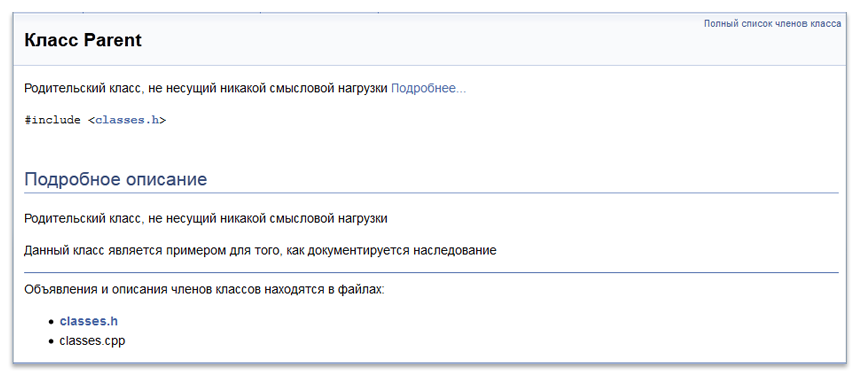 Полный список членов класса
Класс Parent
Родительский класс, не несущий никакой смысловой нагрузки Подробнее...
#include <classes.h>
Подробное описание
Родительский класс, не несущий никакой смысловой нагрузки
Данный класс является примером для того, как документируется наследование
Объявления и описания членов классов находятся в файлах:
• classes.h
• classes.cpp